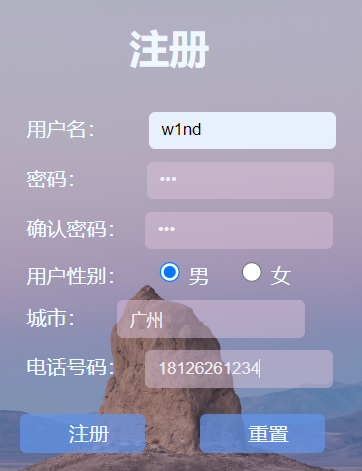 注册
用户名： w1nd
密码： •••
确认密码： •••
用户性别： 男 女
城市： 广州
电话号码： 18126261234
注册 重置